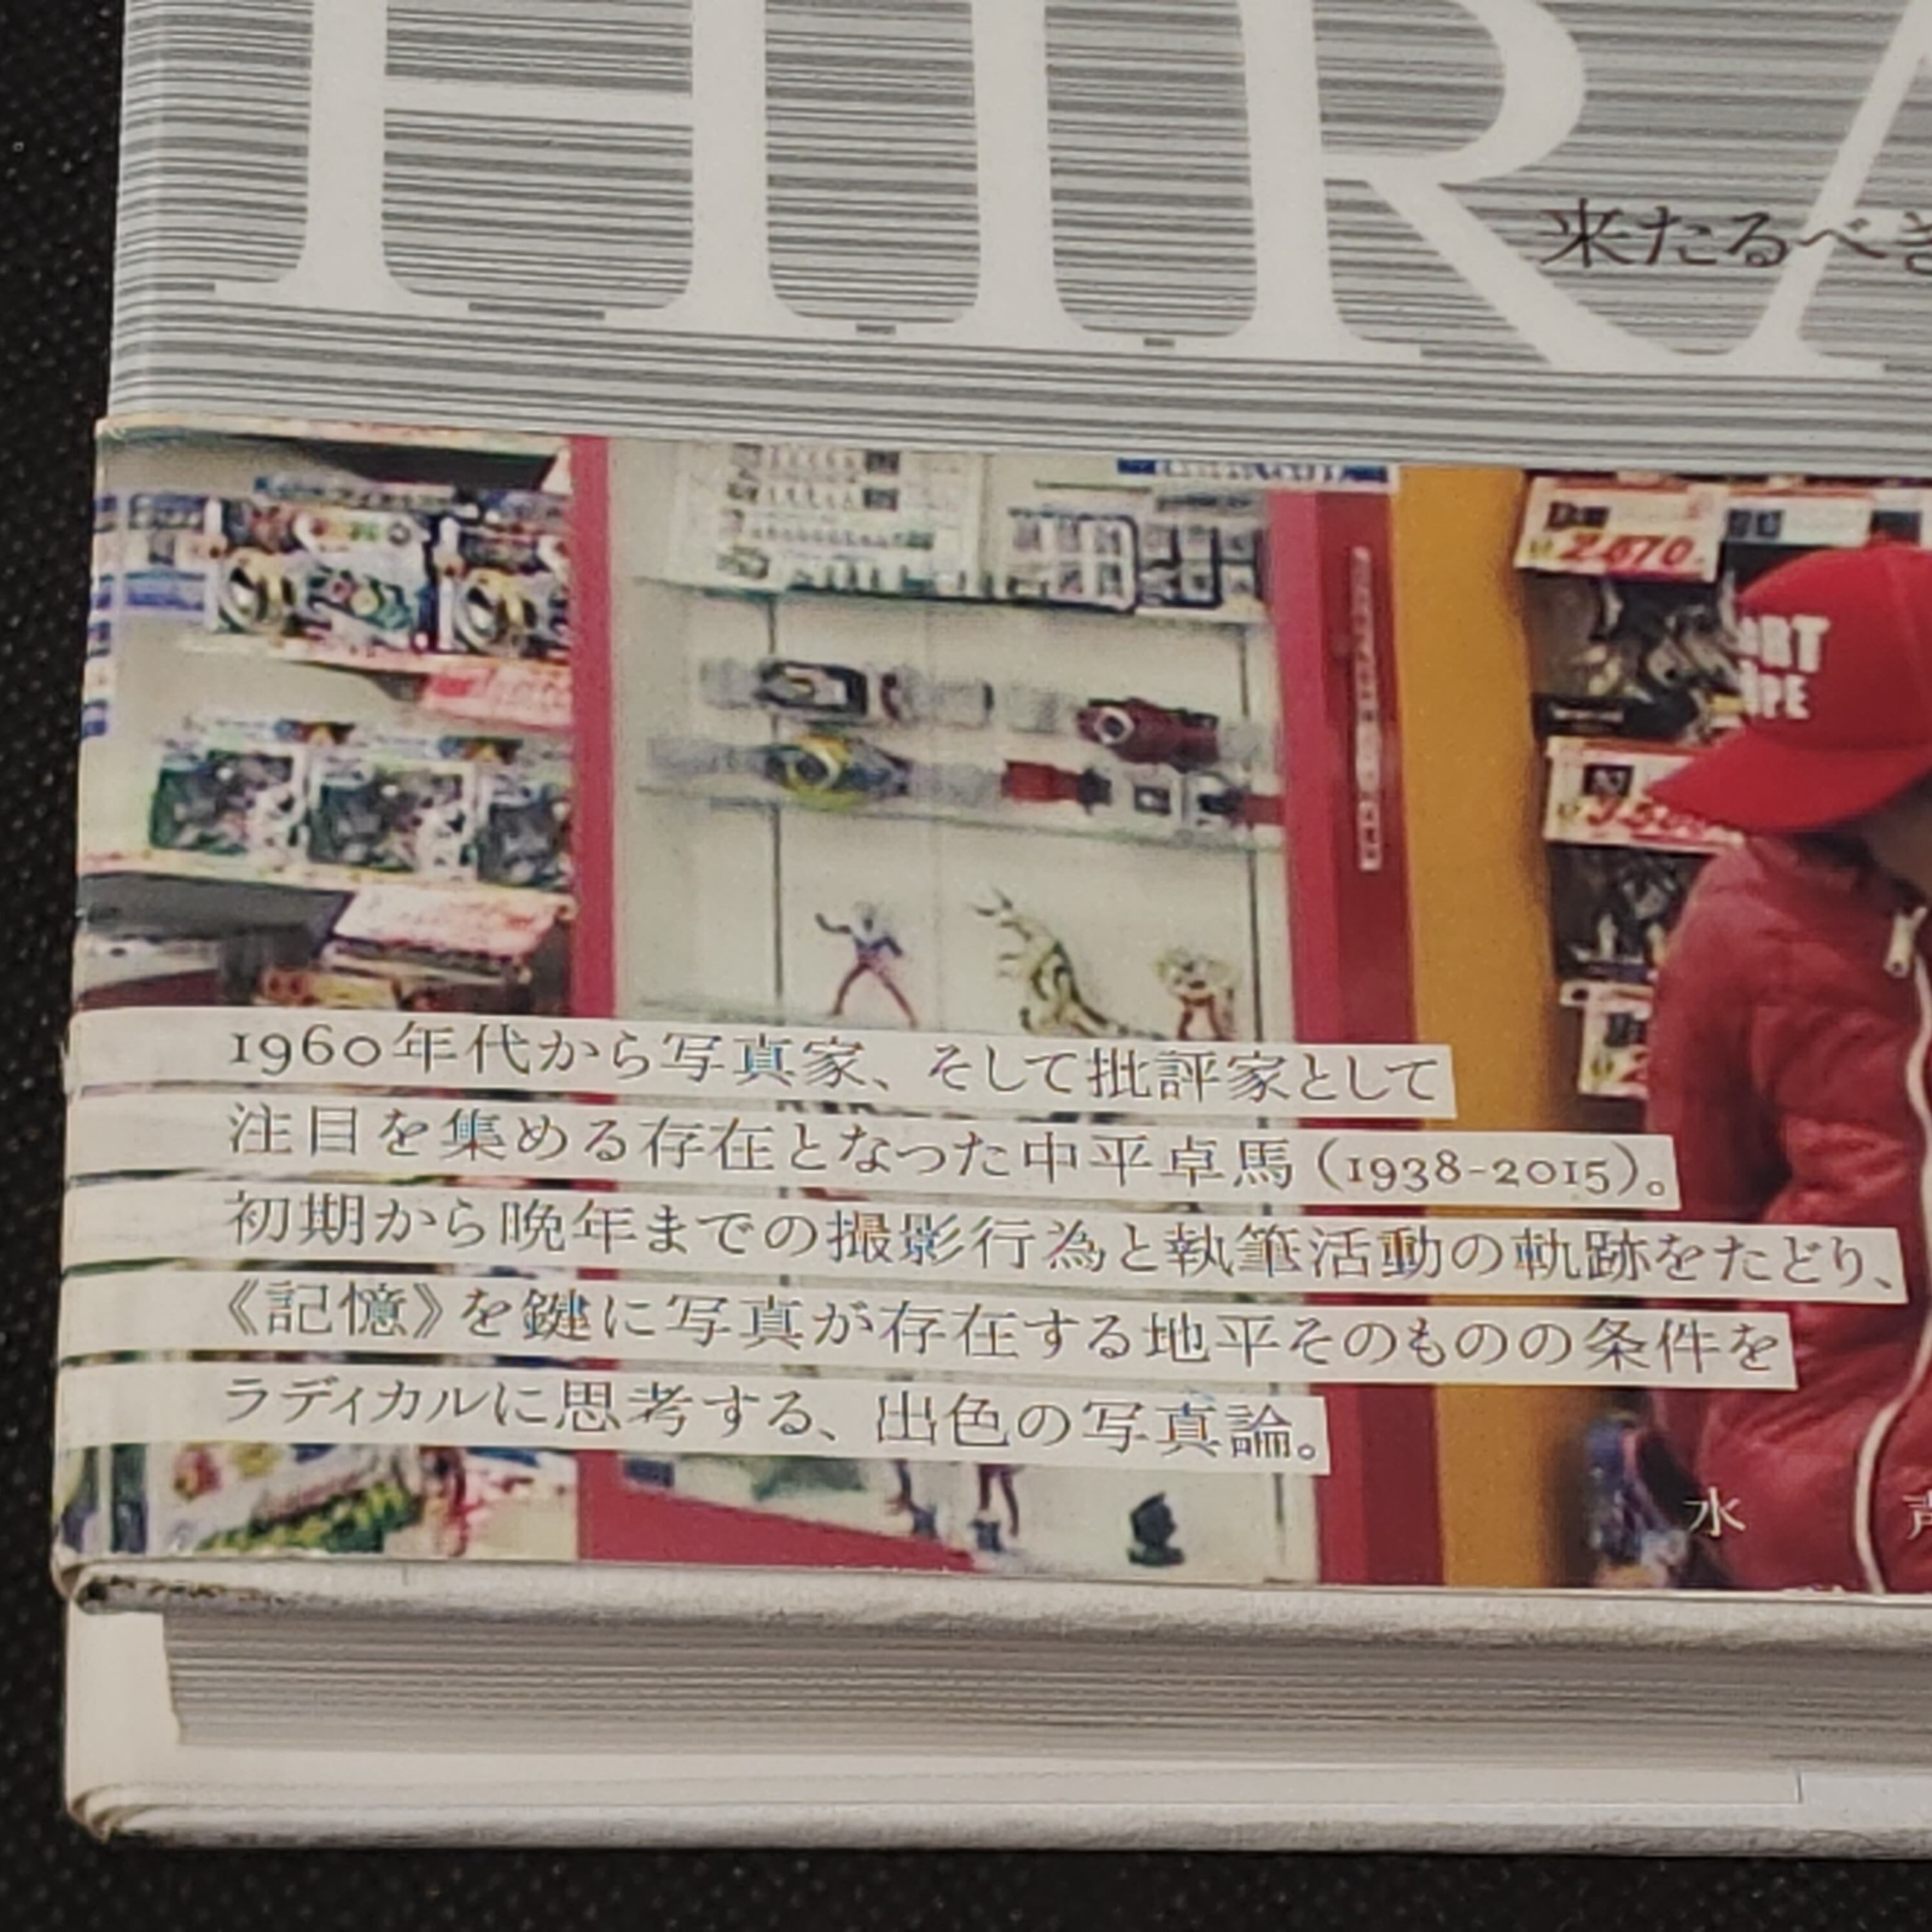 HIRA
来たるべき
2,670
1960年代から写真家、そして批評家として
注目を集める存在となった中平卓馬（1938-2015）。
初期から晩年までの撮影行為と執筆活動の軌跡をたどり、
《記憶》を鍵に写真が存在する地平そのものの条件を
ラディカルに思考する、出色の写真論。
水 声